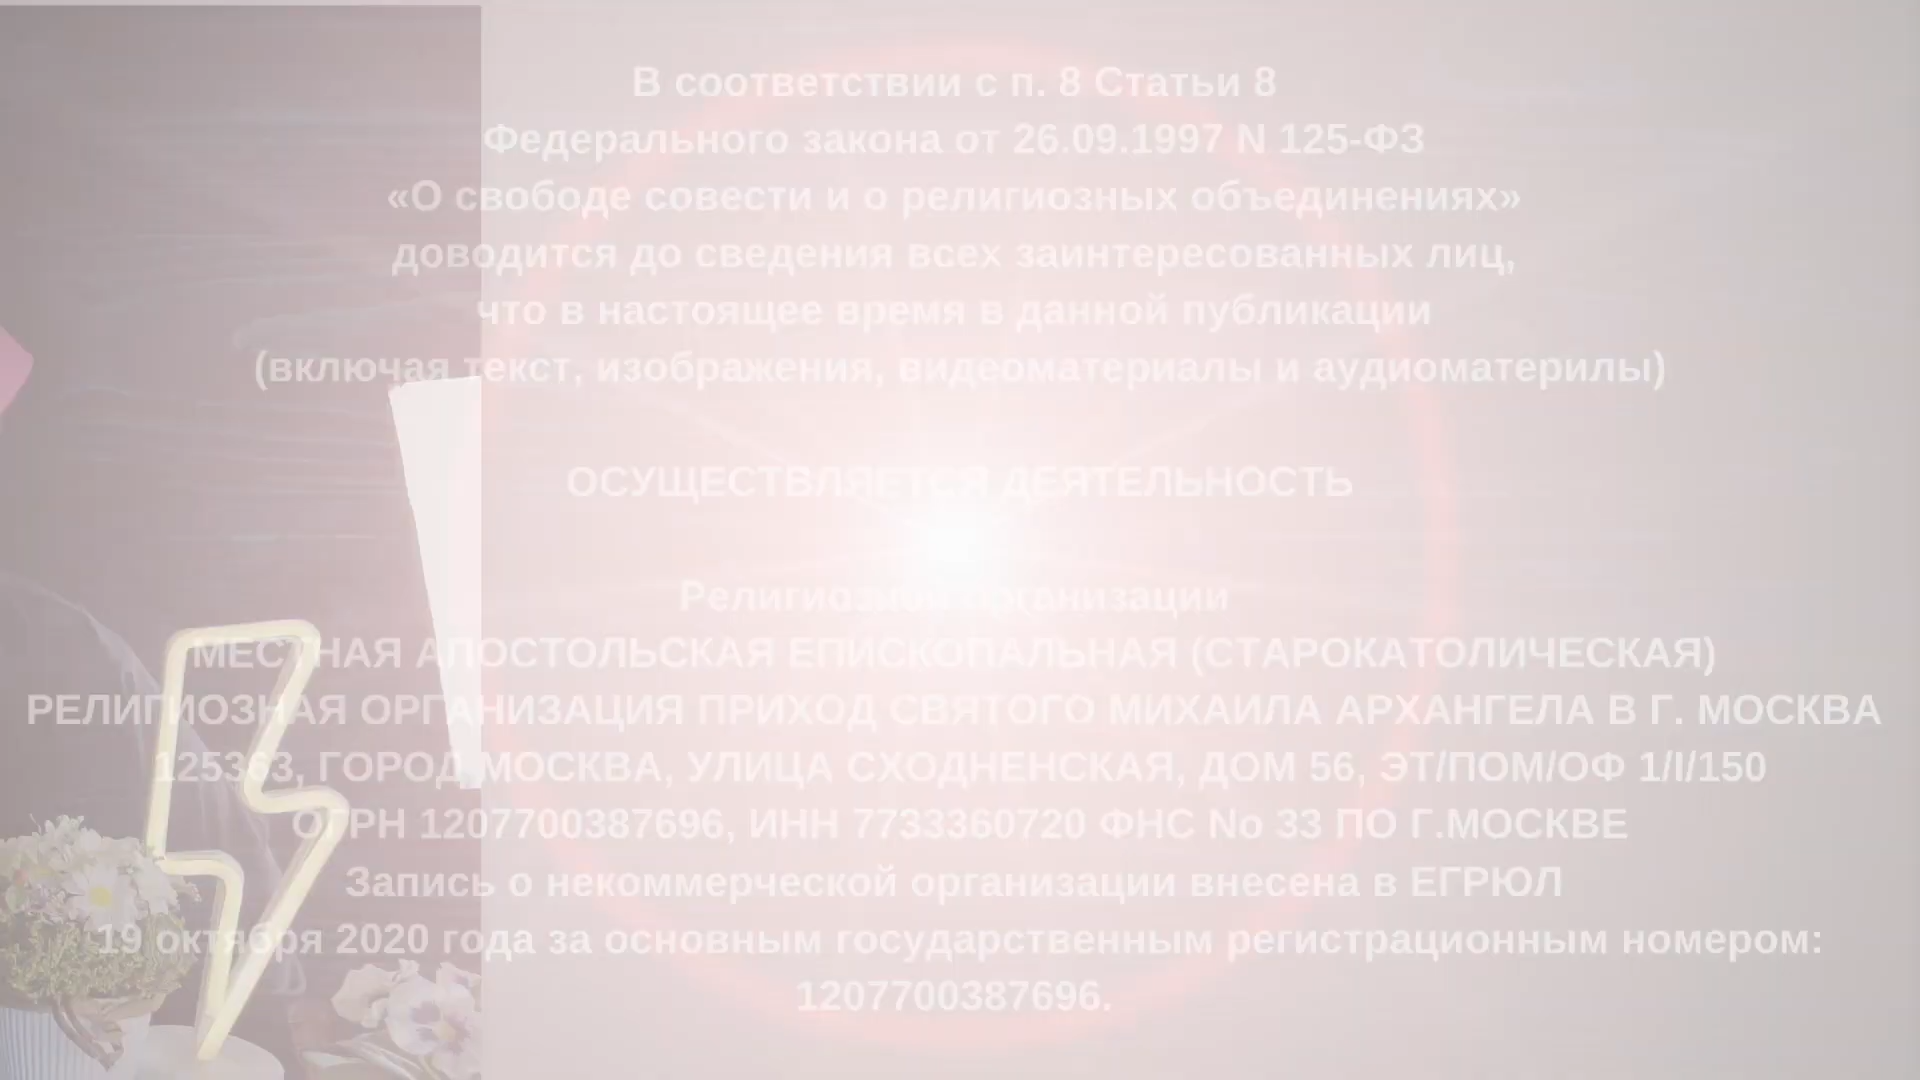 В соответствии с п. 8 Статьи 8
Федерального закона от 26.09.1997 N 125-ФЗ
«О свободе совести и о религиозных объединениях»
доводится до сведения всех заинтересованных лиц,
что в настоящее время в данной публикации
(включая текст, изображения, видеоматериалы и аудиоматерилы)
ОСУЩЕСТВЛЯЕТСЯ ДЕЯТЕЛЬНОСТЬ
Религиозной организации
МЕСТНАЯ АПОСТОЛЬСКАЯ ЕПИСКОПАЛЬНАЯ (СТАРОКАТОЛИЧЕСКАЯ)
РЕЛИГИОЗНАЯ ОРГАНИЗАЦИЯ ПРИХОД СВЯТОГО МИХАИЛА АРХАНГЕЛА В Г. МОСКВА
125363, ГОРОД МОСКВА, УЛИЦА СХОДНЕНСКАЯ, ДОМ 56, ЭТ/ПОМ/ОФ 1/I/150
ОГРН 1207700387696, ИНН 7733360720 ФНС No 33 ПО Г.МОСКВЕ
Запись о некоммерческой организации внесена в ЕГРЮЛ
19 октября 2020 года за основным государственным регистрационным номером:
1207700387696.